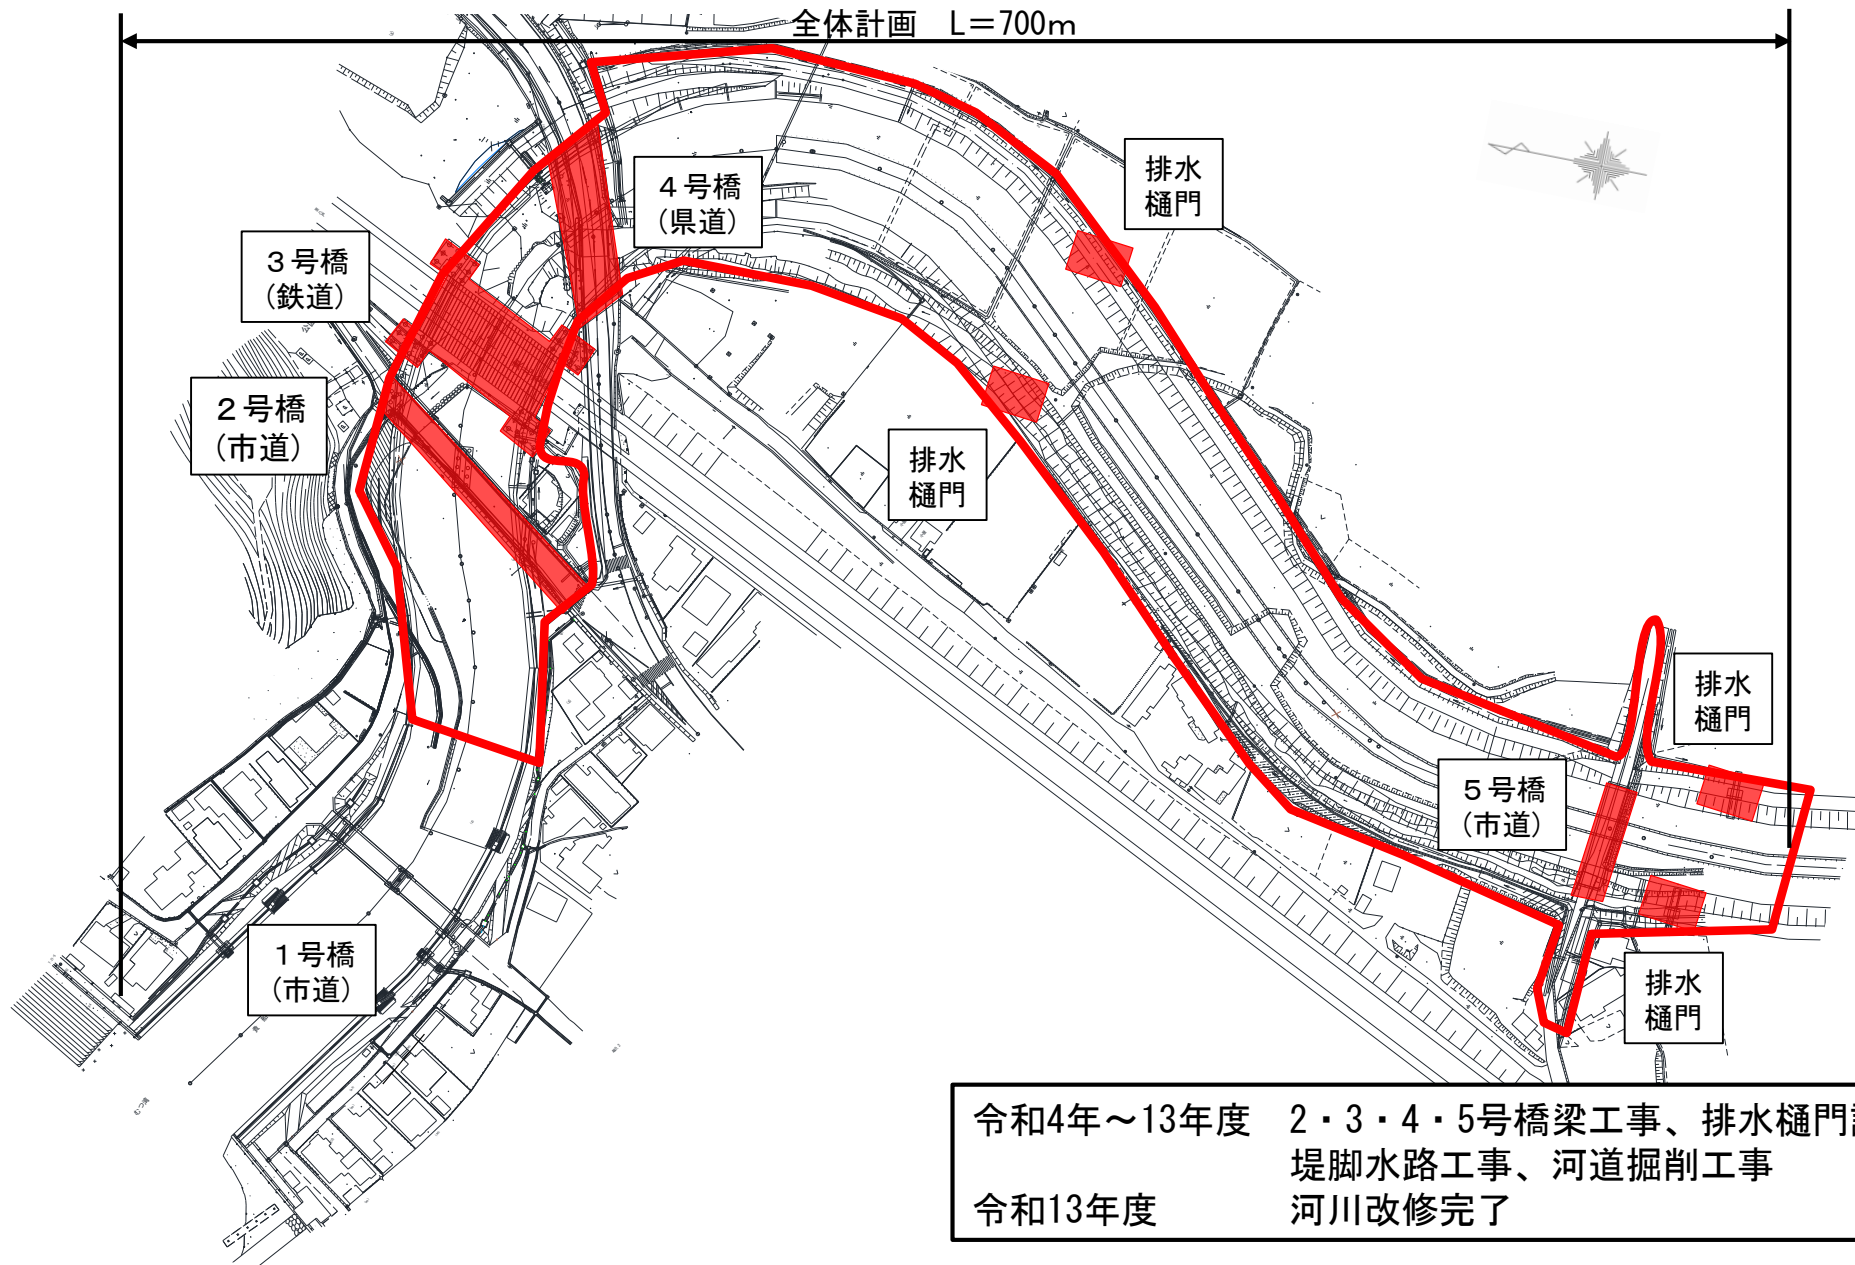 全体計画　L＝700m
排水
樋門
４号橋
(県道)
３号橋
(鉄道)
２号橋
(市道)
排水
樋門
排水
樋門
５号橋
(市道)
１号橋
(市道)
排水
樋門
令和4年～13年度　2・3・4・5号橋梁工事、排水樋門
堤脚水路工事、河道掘削工事
令和13年度　河川改修完了